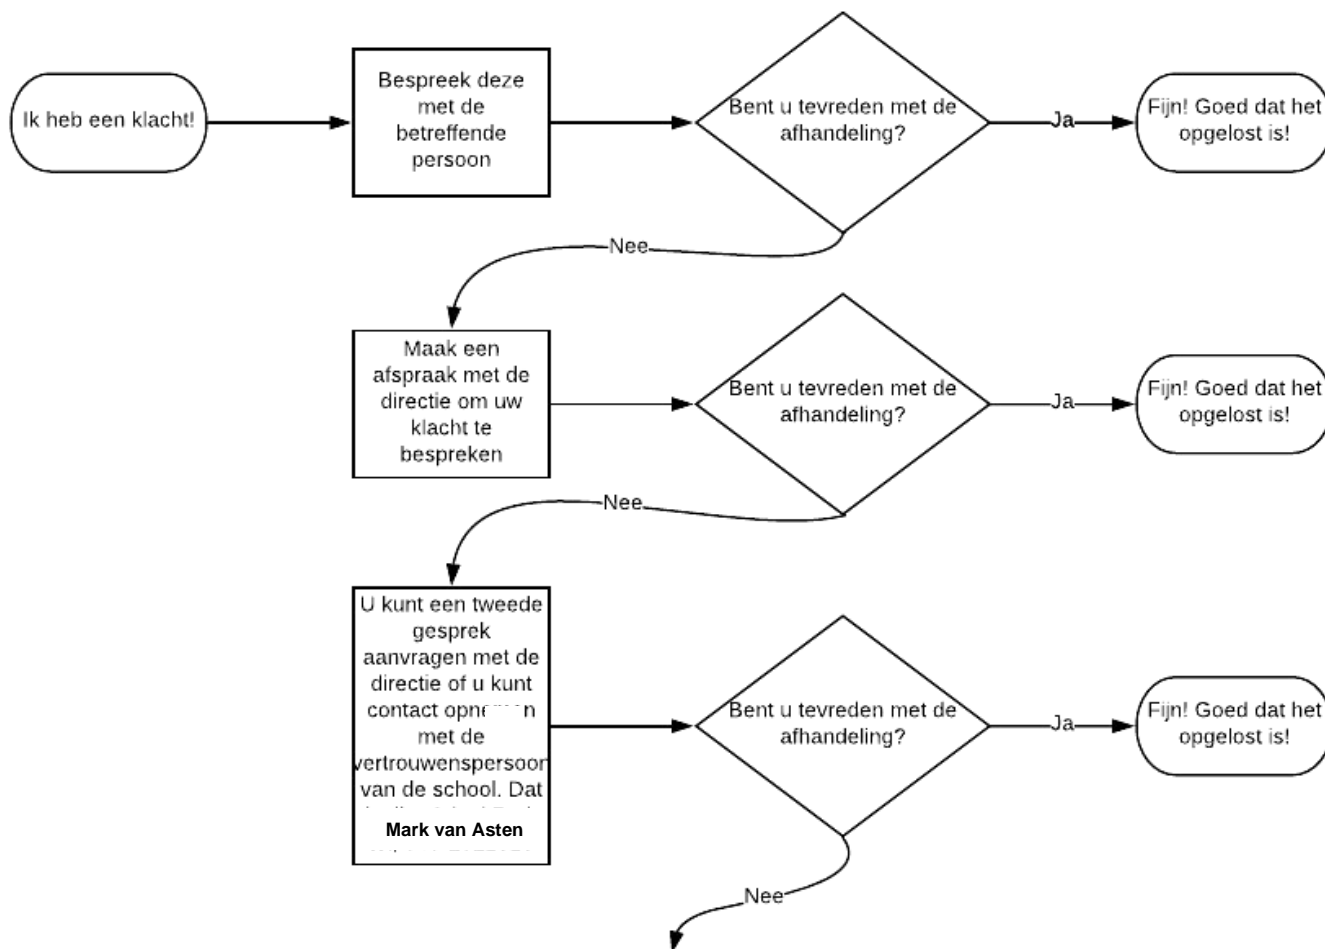 Ik heb een klacht!
Bespreek deze
met de
betreffende
persoon
Bent u tevreden met de
afhandeling?
Ja
Fijn! Goed dat het
opgelost is!
Nee
Maak een
afspraak met de
directie om uw
klacht te
bespreken
Bent u tevreden met de
afhandeling?
Ja
Fijn! Goed dat het
opgelost is!
Nee
U kunt een tweede
gesprek
aanvragen met de
directie of u kunt
contact opnemen
met de
vertrouwenspersoon
van de school. Dat
Mark van Asten
Bent u tevreden met de
afhandeling?
Ja
Fijn! Goed dat het
opgelost is!
Nee